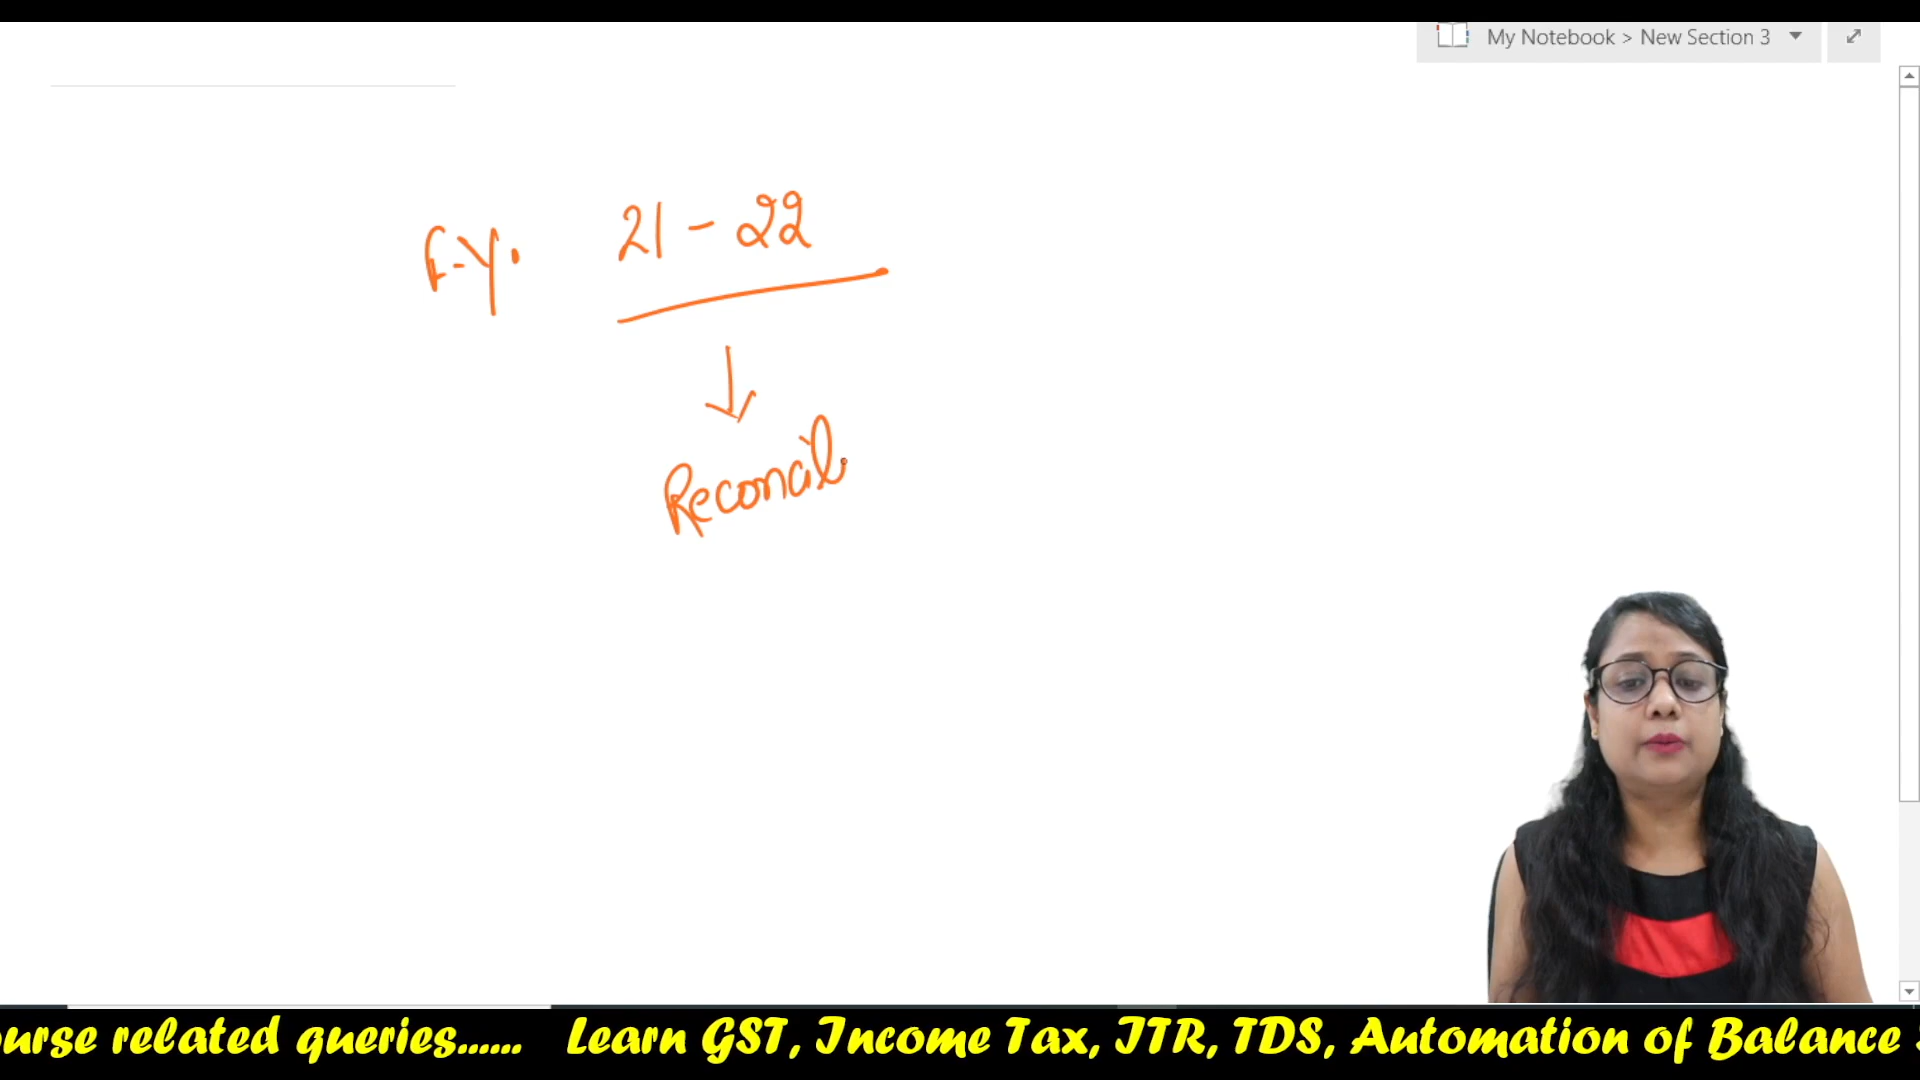 My Notebook > New Section 3
F.Y. 21 - 22
Reconcil
ourse related queries...... Learn GST, Income Tax, ITR, TDS, Automation of Balance S